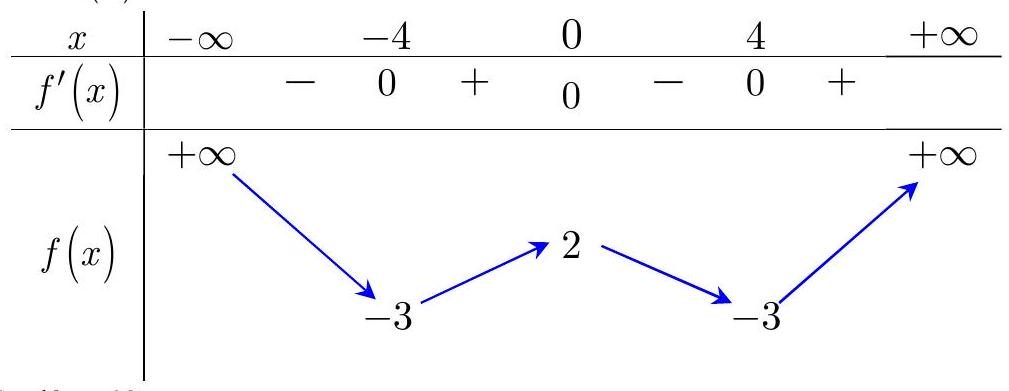 x −∞ −4 0 4 +∞
f′(x) − 0 + 0 − 0 +
+∞ +∞
f(x) 2
−3 −3